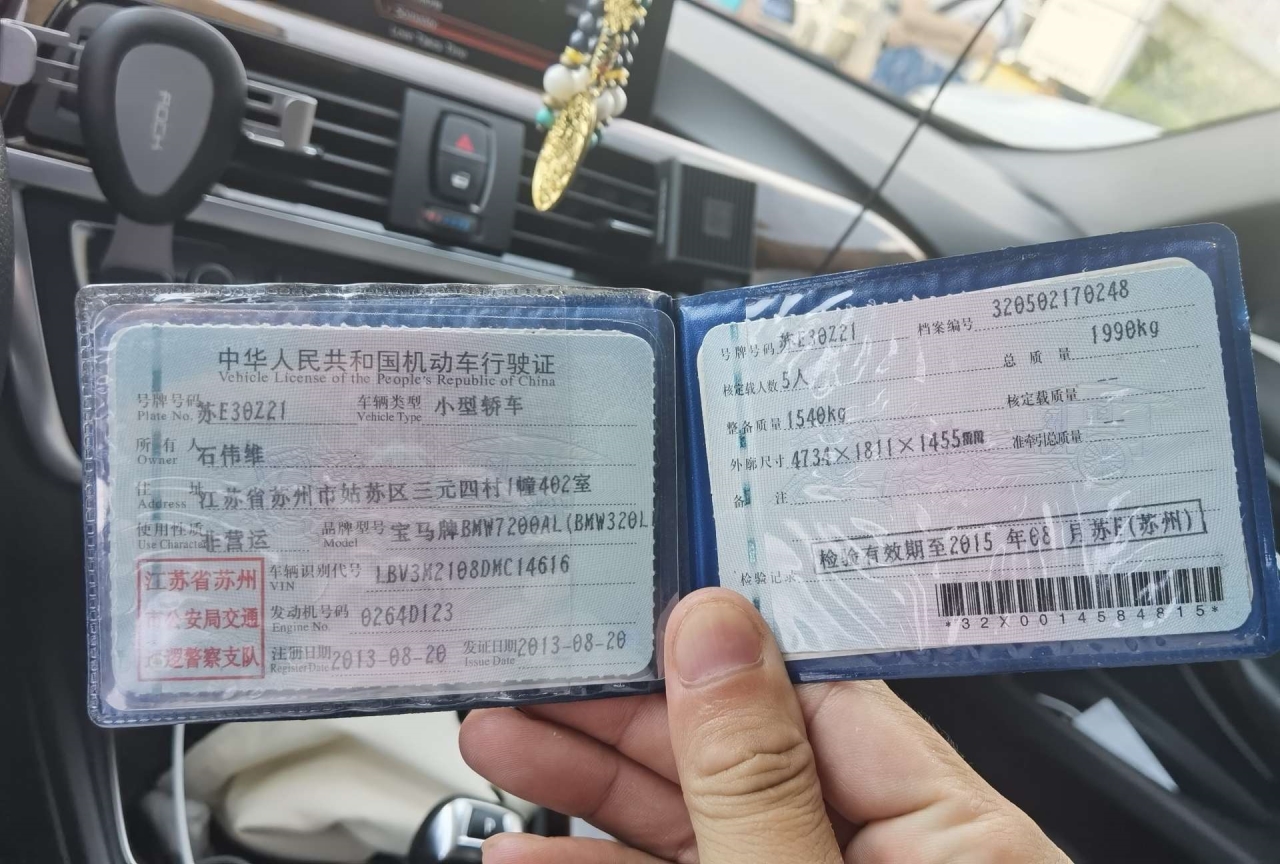 ROCK
中华人民共和国机动车行驶证
Vehicle License of the People's Republic of China
号牌号码 苏E30Z21 车辆类型 小型轿车
Plate No. Vehicle Type
所有人 石伟维
Owner
住址 江苏省苏州市姑苏区三元四村1幢402室
Address
使用性质 非营运 品牌型号 宝马牌BMW7200AL(BMW320L
Use Character Model
江苏省苏州
市公安局交通
巡逻警察支队
车辆识别代号 LBV3M2108DMC14616
VIN
发动机号码 0264D123
Engine No.
注册日期 2013-08-20 发证日期 2013-08-20
Register Date Issue Date
号牌号码 苏E30Z21 档案编号 320502170248
核定载人数 5人 总质量 1990kg
整备质量 1540kg 核定载质量 --
外廓尺寸 4734×1811×1455mm 准牵引总质量 --
备注
检验有效期至2015年08月苏E(苏州)
检验记录
*32X0014584815*